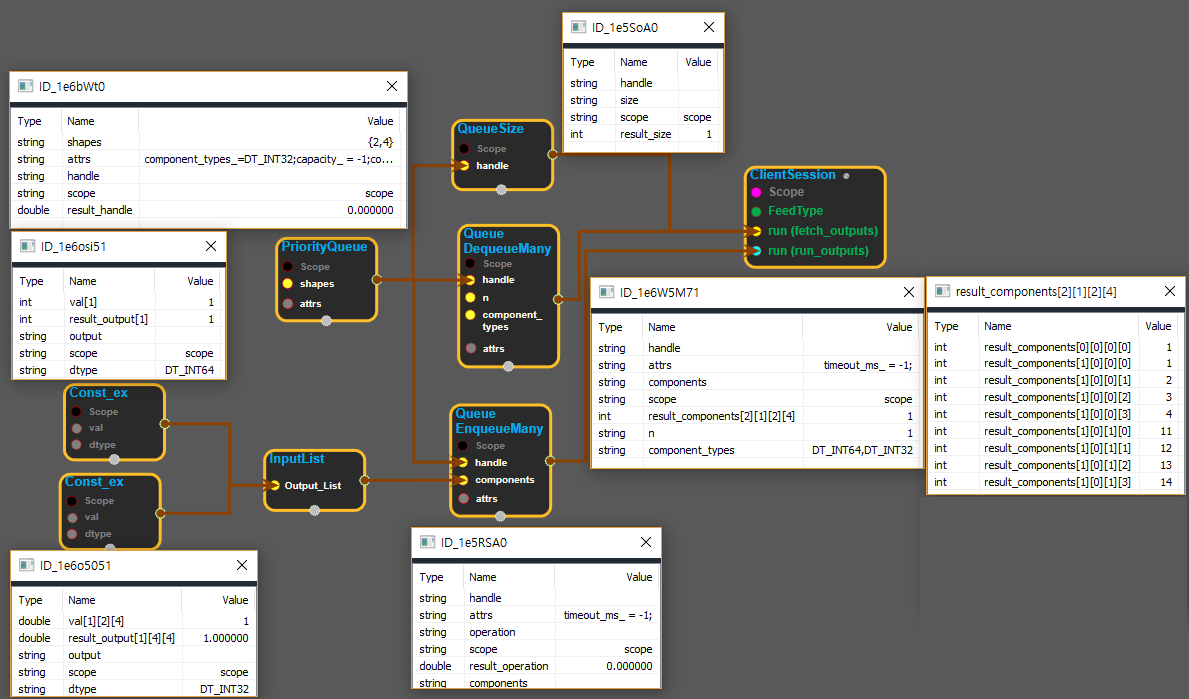 ID_1e5SoA0
Type Name Value
string handle
string size
string scope scope
int result_size 1
ID_1e6bWt0
Type Name Value
string shapes {2,4}
string attrs component_types_=DT_INT32;capacity_ = -1;co...
string handle
string scope scope
double result_handle 0.000000
QueueSize
Scope
handle
ClientSession
Scope
FeedType
run (fetch_outputs)
run (run_outputs)
ID_1e6osi51
Type Name Value
int val[1] 1
int result_output[1] 1
string output
string scope scope
string dtype DT_INT64
PriorityQueue
Scope
shapes
attrs
Queue
DequeueMany
Scope
handle
n
component_
types
attrs
ID_1e6W5M71
Type Name Value
string handle
string attrs timeout_ms_ = -1;
string components
string scope scope
int result_components[2][1][2][4] 1
string n 1
string component_types DT_INT64,DT_INT32
result_components[2][1][2][4]
Type Name Value
int result_components[0][0][0][0] 1
int result_components[1][0][0][0] 1
int result_components[1][0][0][1] 2
int result_components[1][0][0][2] 3
int result_components[1][0][0][3] 4
int result_components[1][0][1][0] 11
int result_components[1][0][1][1] 12
int result_components[1][0][1][2] 13
int result_components[1][0][1][3] 14
Const_ex
Scope
val
dtype
Const_ex
Scope
val
dtype
InputList
Output_List
Queue
EnqueueMany
Scope
handle
components
attrs
ID_1e6o5051
Type Name Value
double val[1][2][4] 1
double result_output[1][4][4] 1.000000
string output
string scope scope
string dtype DT_INT32
ID_1e5RSA0
Type Name Value
string handle
string attrs timeout_ms_ = -1;
string operation
string scope scope
double result_operation 0.000000
string components